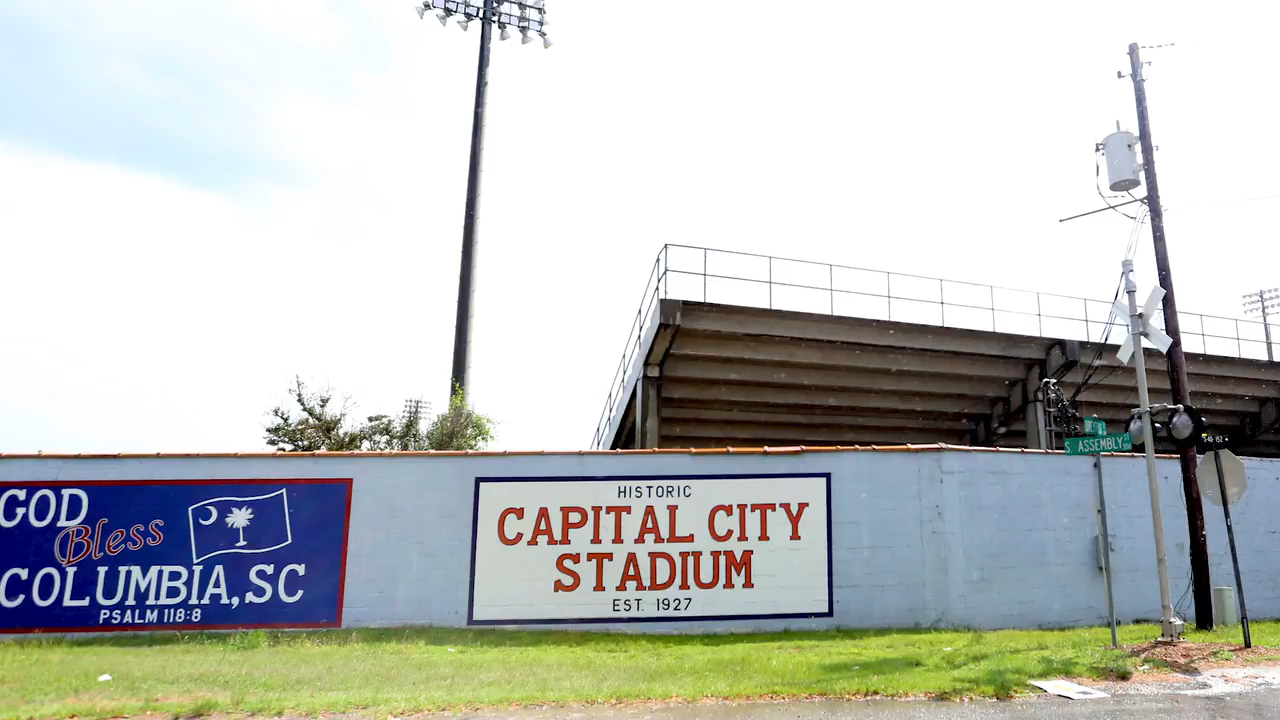 GOD
Bless
COLUMBIA, SC
PSALM 118:8
HISTORIC
CAPITAL CITY
STADIUM
EST. 1927
S. ASSEMBLY